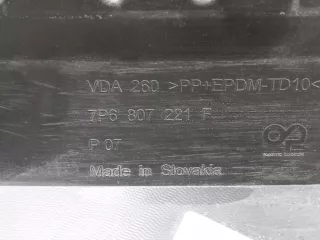 VDA 260 >PP+EPDM-TD10<
7P6 807 221 F
P 07
Made in Slovakia